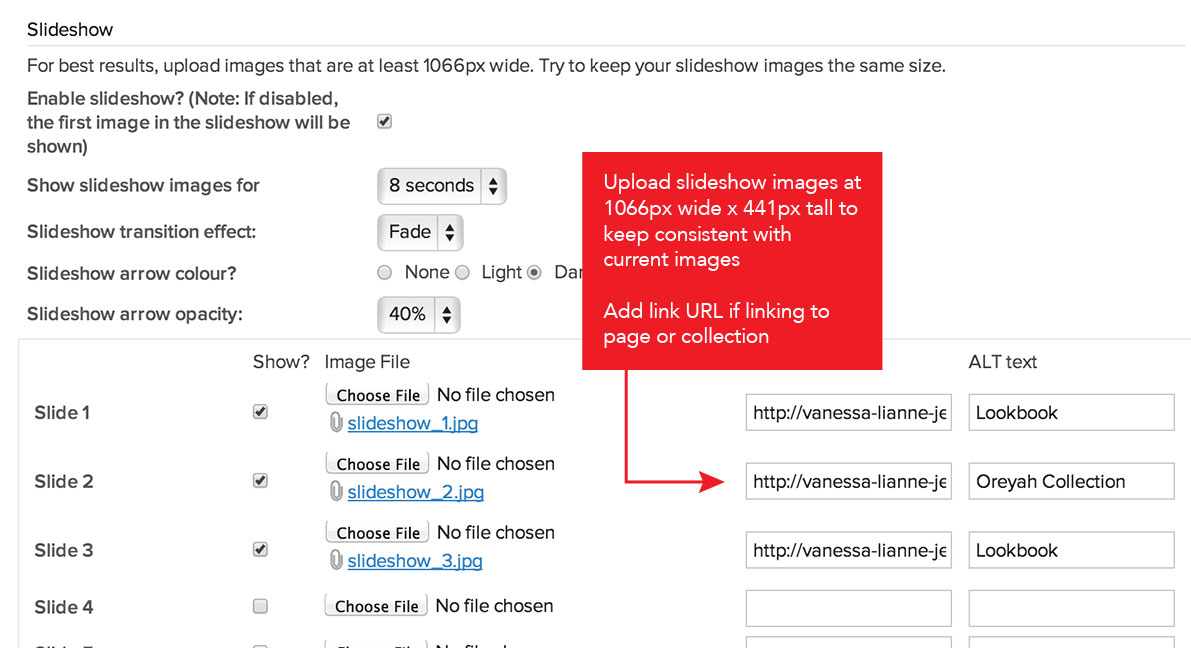 Slideshow
For best results, upload images that are at least 1066px wide. Try to keep your slideshow images the same size.
Enable slideshow? (Note: If disabled,
the first image in the slideshow will be
shown)
Show slideshow images for 8 seconds
Slideshow transition effect: Fade
Slideshow arrow colour? None Light
Slideshow arrow opacity: 40%
Upload slideshow images at
1066px wide x 441px tall to
keep consistent with
current images
Add link URL if linking to
page or collection
Show? Image File ALT text
Slide 1 Choose File No file chosen
slideshow_1.jpg http://vanessa-lianne-je Lookbook
Slide 2 Choose File No file chosen
slideshow_2.jpg http://vanessa-lianne-je Oreyah Collection
Slide 3 Choose File No file chosen
slideshow_3.jpg http://vanessa-lianne-je Lookbook
Slide 4 Choose File No file chosen